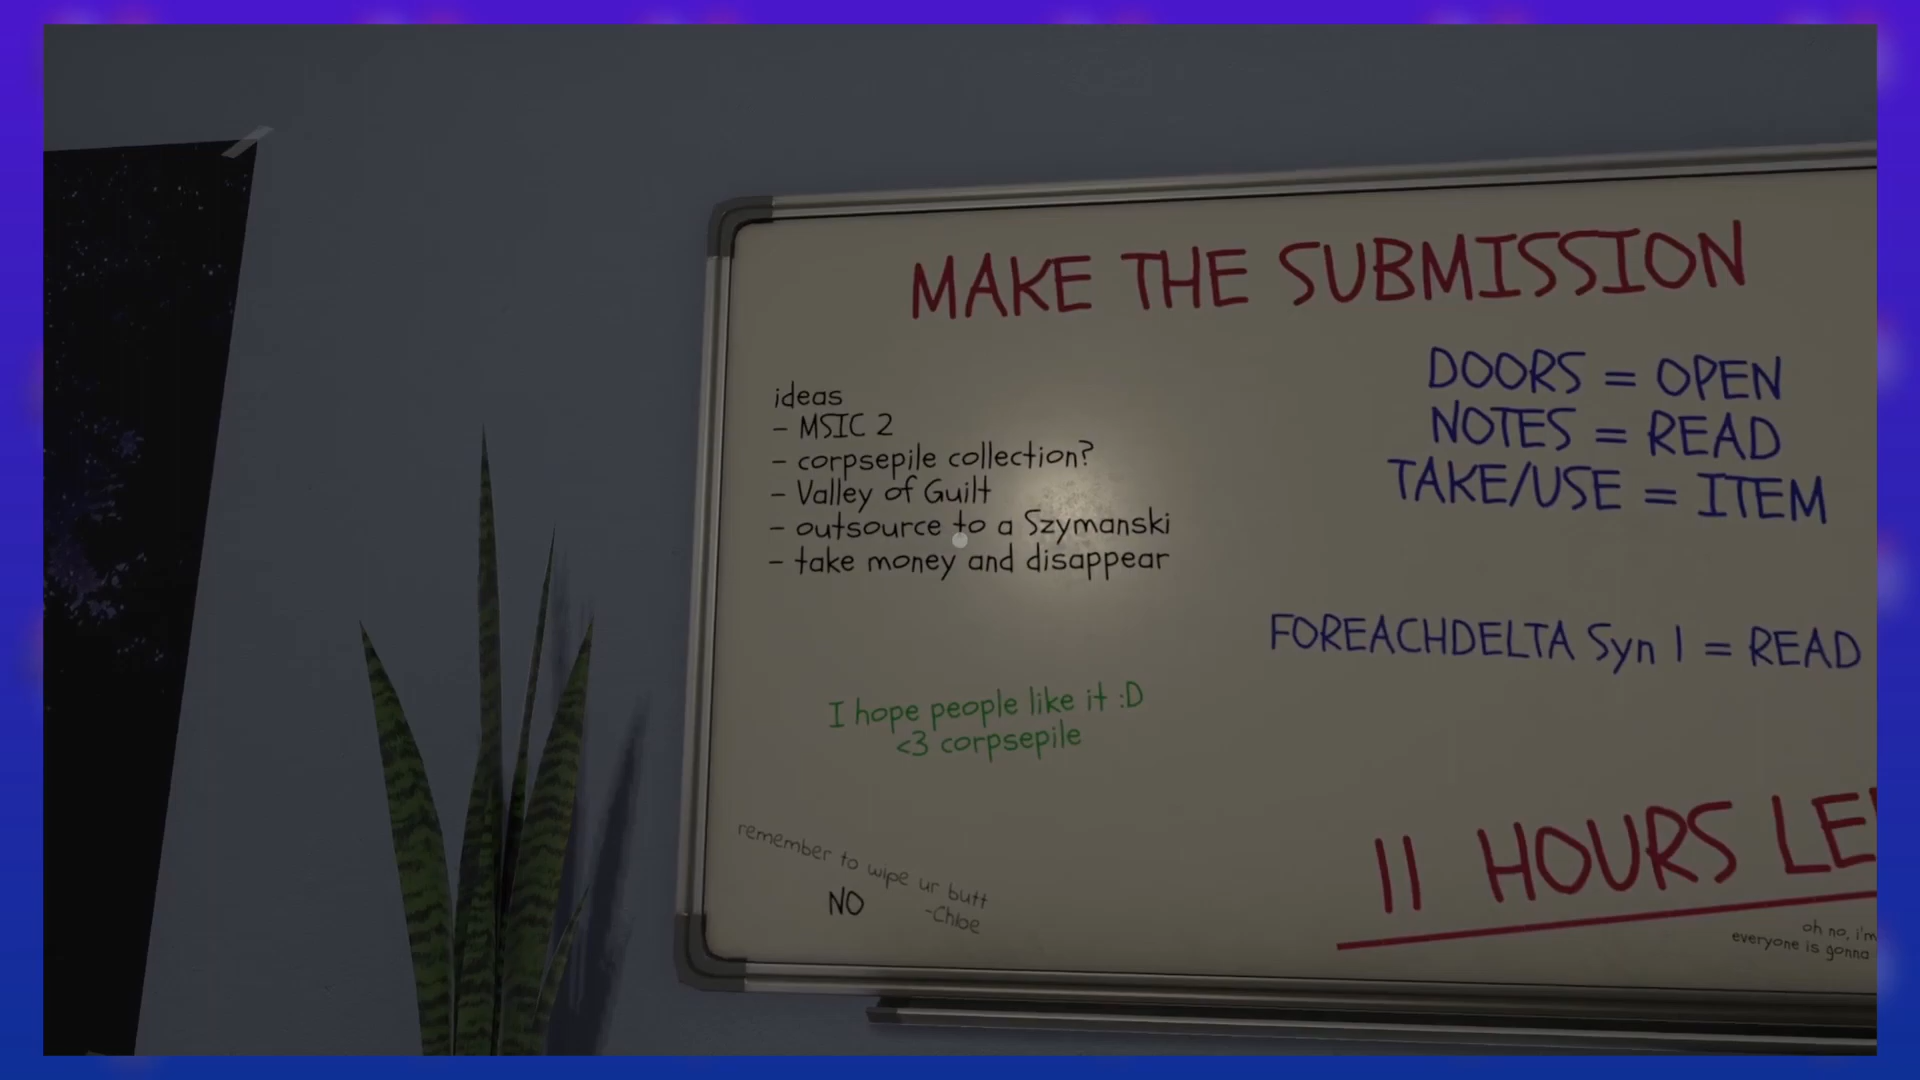 MAKE THE SUBMISSION
ideas
- MSIC 2
- corpsepile collection?
- Valley of Guilt
- outsource to a Szymanski
- take money and disappear
DOORS = OPEN
NOTES = READ
TAKE/USE = ITEM
FOREACHDELTA Syn 1 = READ
I hope people like it :D
<3 corpsepile
remember to wipe ur butt
-Chloe
NO
11 HOURS
oh no, i'm
everyone is gonna